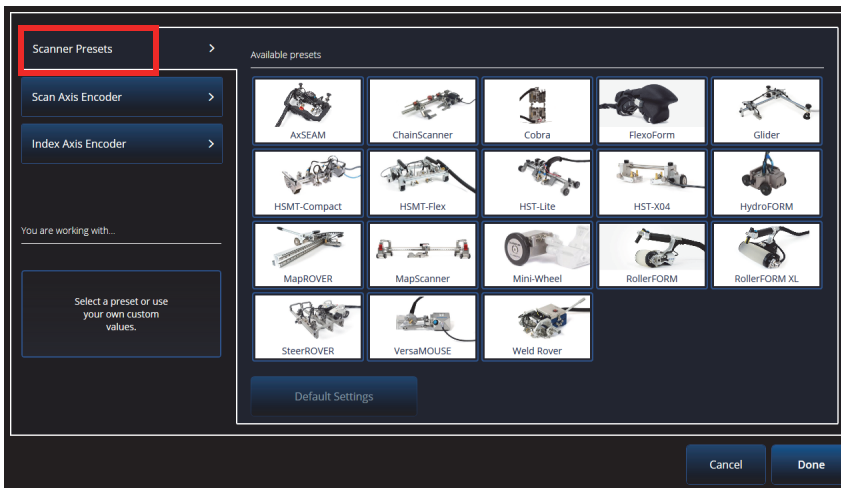 Scanner Presets
Available presets
Scan Axis Encoder
Index Axis Encoder
You are working with...
Select a preset or use
your own custom
values.
AxSEAM
ChainScanner
Cobra
FlexoForm
Glider
HSMT-Compact
HSMT-Flex
HST-Lite
HST-X04
HydroFORM
MapROVER
MapScanner
Mini-Wheel
RollerFORM
RollerFORM XL
SteerROVER
VersaMOUSE
Weld Rover
Default Settings
Cancel
Done